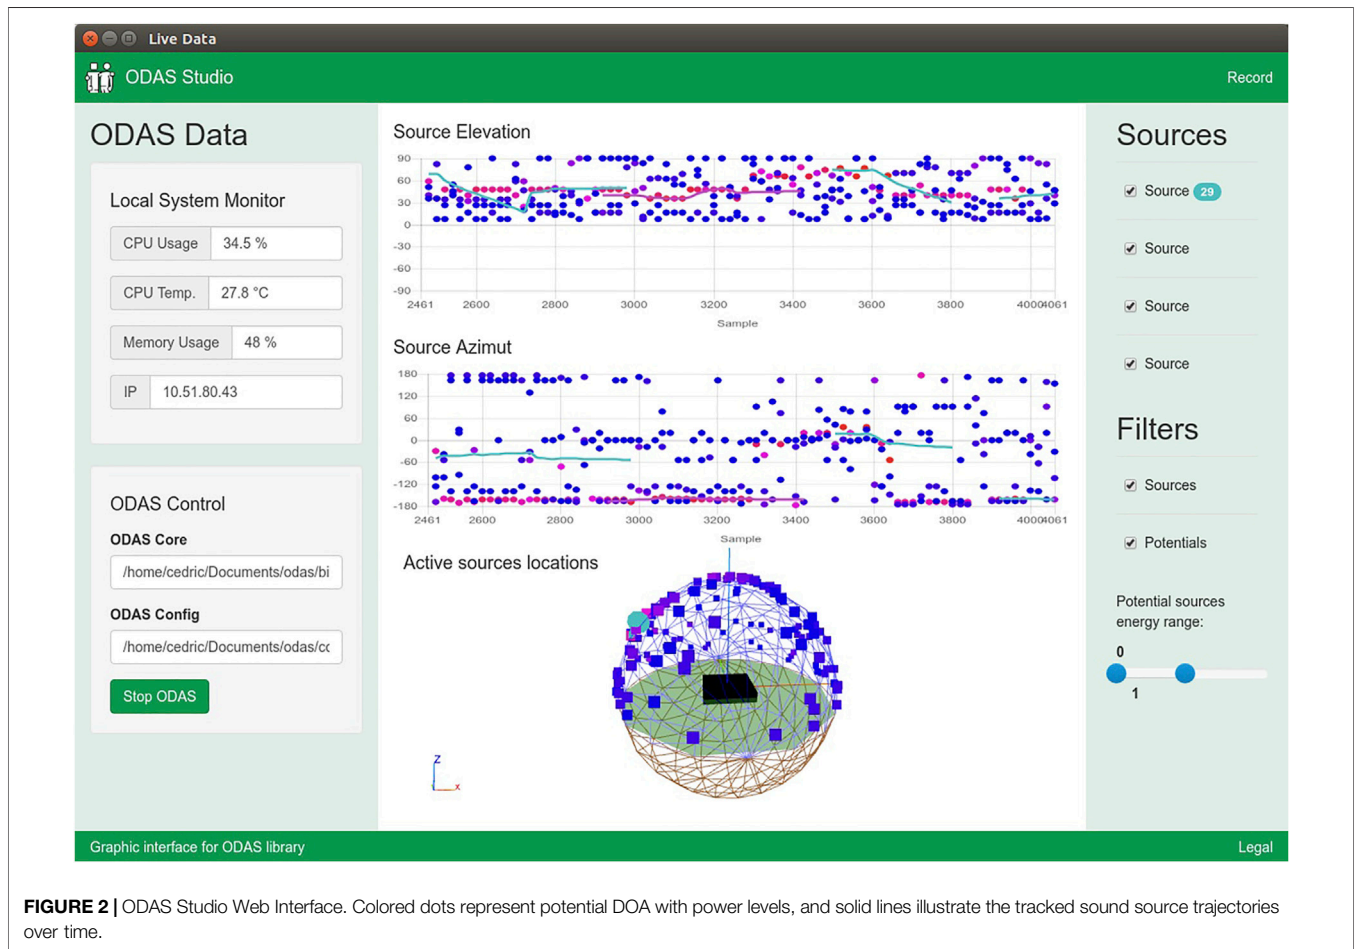 Live Data
ODAS Studio
Record
ODAS Data
Local System Monitor
CPU Usage 34.5 %
CPU Temp. 27.8 °C
Memory Usage 48 %
IP 10.51.80.43
ODAS Control
ODAS Core
/home/cedric/Documents/odas/bi
ODAS Config
/home/cedric/Documents/odas/cc
Stop ODAS
Source Elevation
90
60
30
0
-30
-60
-90
2461 2600 2800 3000 3200 3400 3600 3800 4000 4061
Sample
Source Azimut
180
120
60
0
-60
-120
-180
2461 2600 2800 3000 3200 3400 3600 3800 4000 4061
Sample
Active sources locations
Z
x
Sources
Source 29
Source
Source
Source
Filters
Sources
Potentials
Potential sources
energy range:
0
1
Graphic interface for ODAS library
Legal
FIGURE 2 | ODAS Studio Web Interface. Colored dots represent potential DOA with power levels, and solid lines illustrate the tracked sound source trajectories
over time.